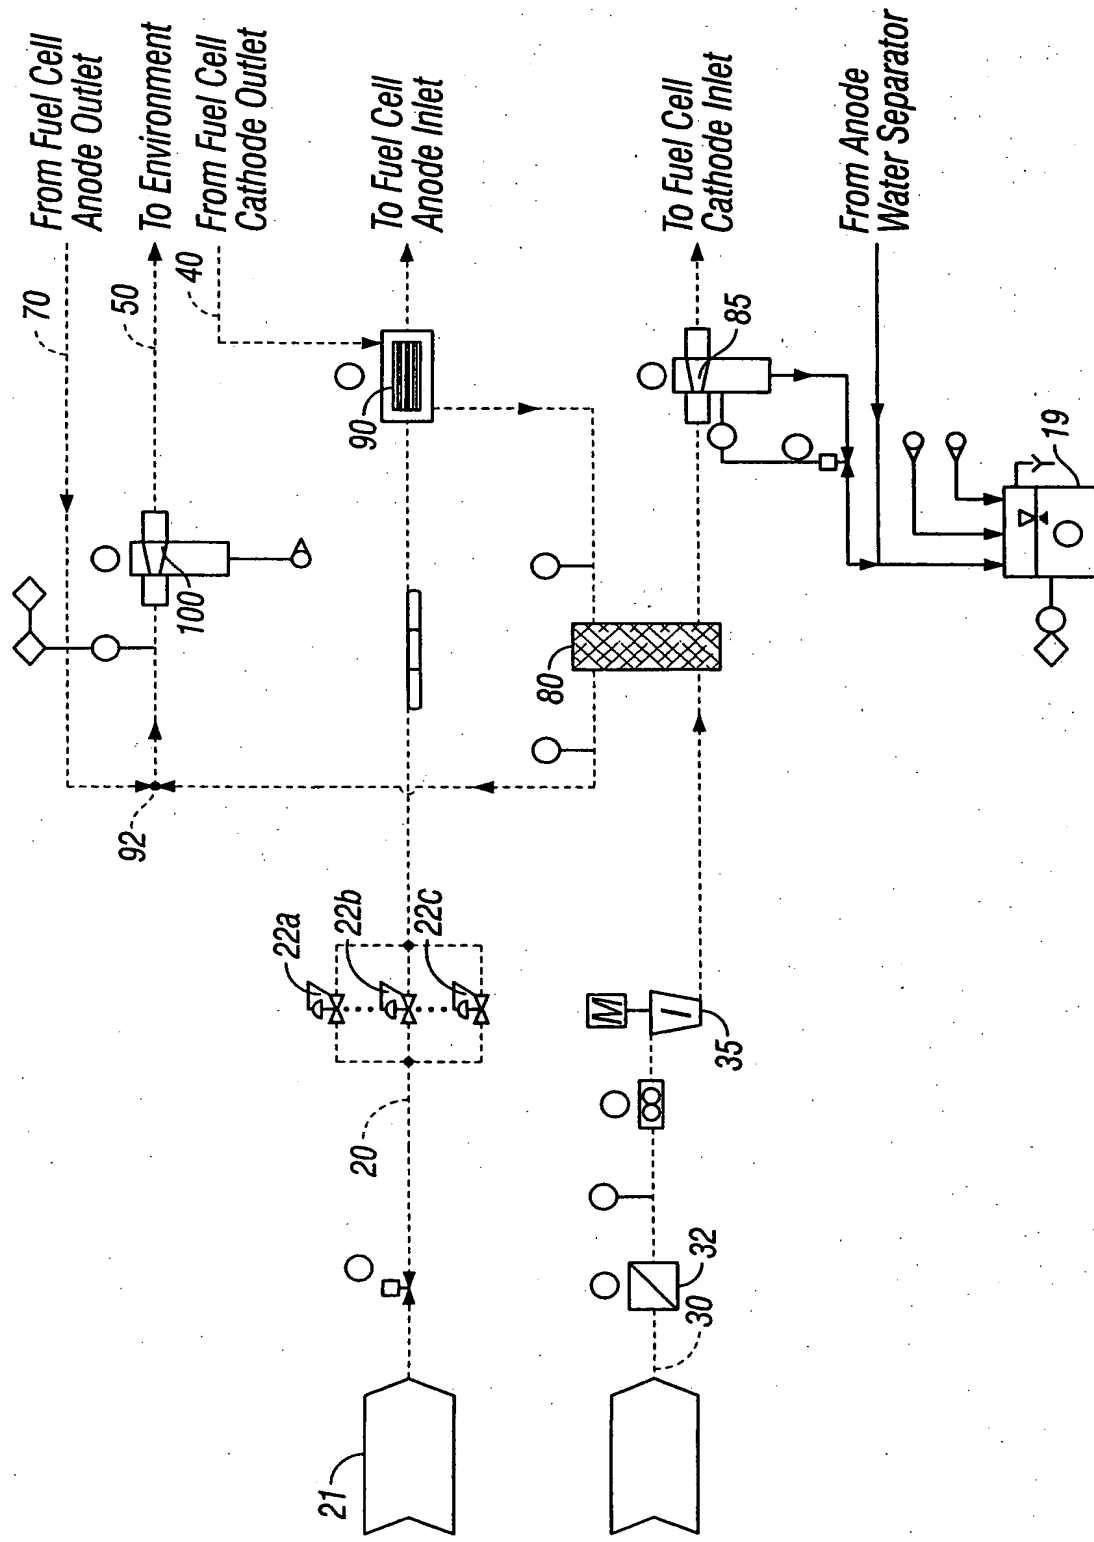 From Fuel Cell
Anode Outlet
To Environment
From Fuel Cell
Cathode Outlet
To Fuel Cell
Anode Inlet
To Fuel Cell
Cathode Inlet
From Anode
Water Separator
70
50
40
90
85
19
100
80
92
22a
22b
22c
M
35
20
32
30
21